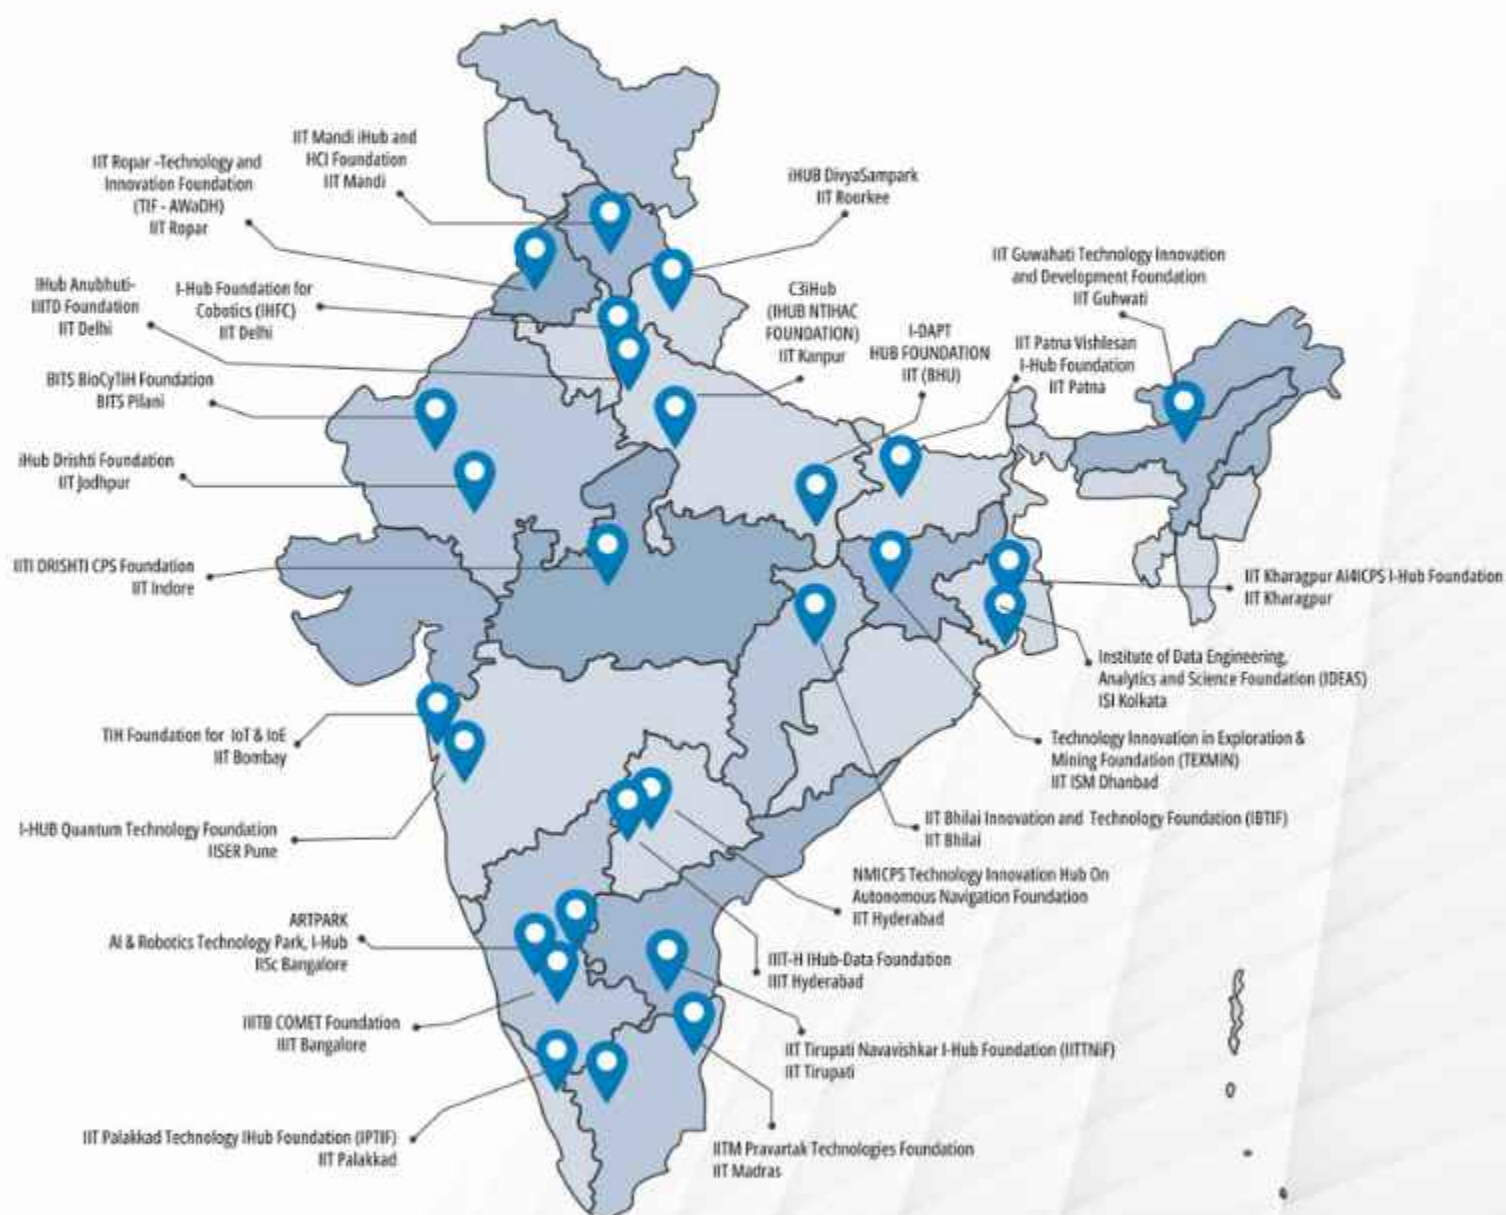 IIT Mandi iHub and
HCI Foundation
IIT Mandi
IIT Ropar -Technology and
Innovation Foundation
(TIF - AWaDH)
IIT Ropar
iHUB DivyaSampark
IIT Roorkee
IIT Guwahati Technology Innovation
and Development Foundation
IIT Guhwati
iHub Anubhuti-
IIITD Foundation
IIT Delhi
I-Hub Foundation for
Cobotics (IHFC)
IIT Delhi
C3iHub
(IHUB NTIHAC
FOUNDATION)
IIT Kanpur
I-DAPT
HUB FOUNDATION
IIT (BHU)
IIT Patna Vishlesan
I-Hub Foundation
IIT Patna
BITS BioCyTiH Foundation
BITS Pilani
iHub Drishti Foundation
IIT Jodhpur
IITI DRISHTI CPS Foundation
IIT Indore
IIT Kharagpur AI4ICPS I-Hub Foundation
IIT Kharagpur
Institute of Data Engineering,
Analytics and Science Foundation (IDEAS)
ISI Kolkata
TIH Foundation for IoT & IoE
IIT Bombay
Technology Innovation in Exploration &
Mining Foundation (TEXMiN)
IIT ISM Dhanbad
I-HUB Quantum Technology Foundation
IISER Pune
IIT Bhilai Innovation and Technology Foundation (IBTIF)
IIT Bhilai
NMICPS Technology Innovation Hub On
Autonomous Navigation Foundation
IIT Hyderabad
ARTPARK
AI & Robotics Technology Park, I-Hub
IISc Bangalore
IIIT-H IHub-Data Foundation
IIIT Hyderabad
IIITB COMET Foundation
IIIT Bangalore
IIT Tirupati Navavishkar I-Hub Foundation (IITTNiF)
IIT Tirupati
IIT Palakkad Technology IHub Foundation (IPTIF)
IIT Palakkad
IITM Pravartak Technologies Foundation
IIT Madras